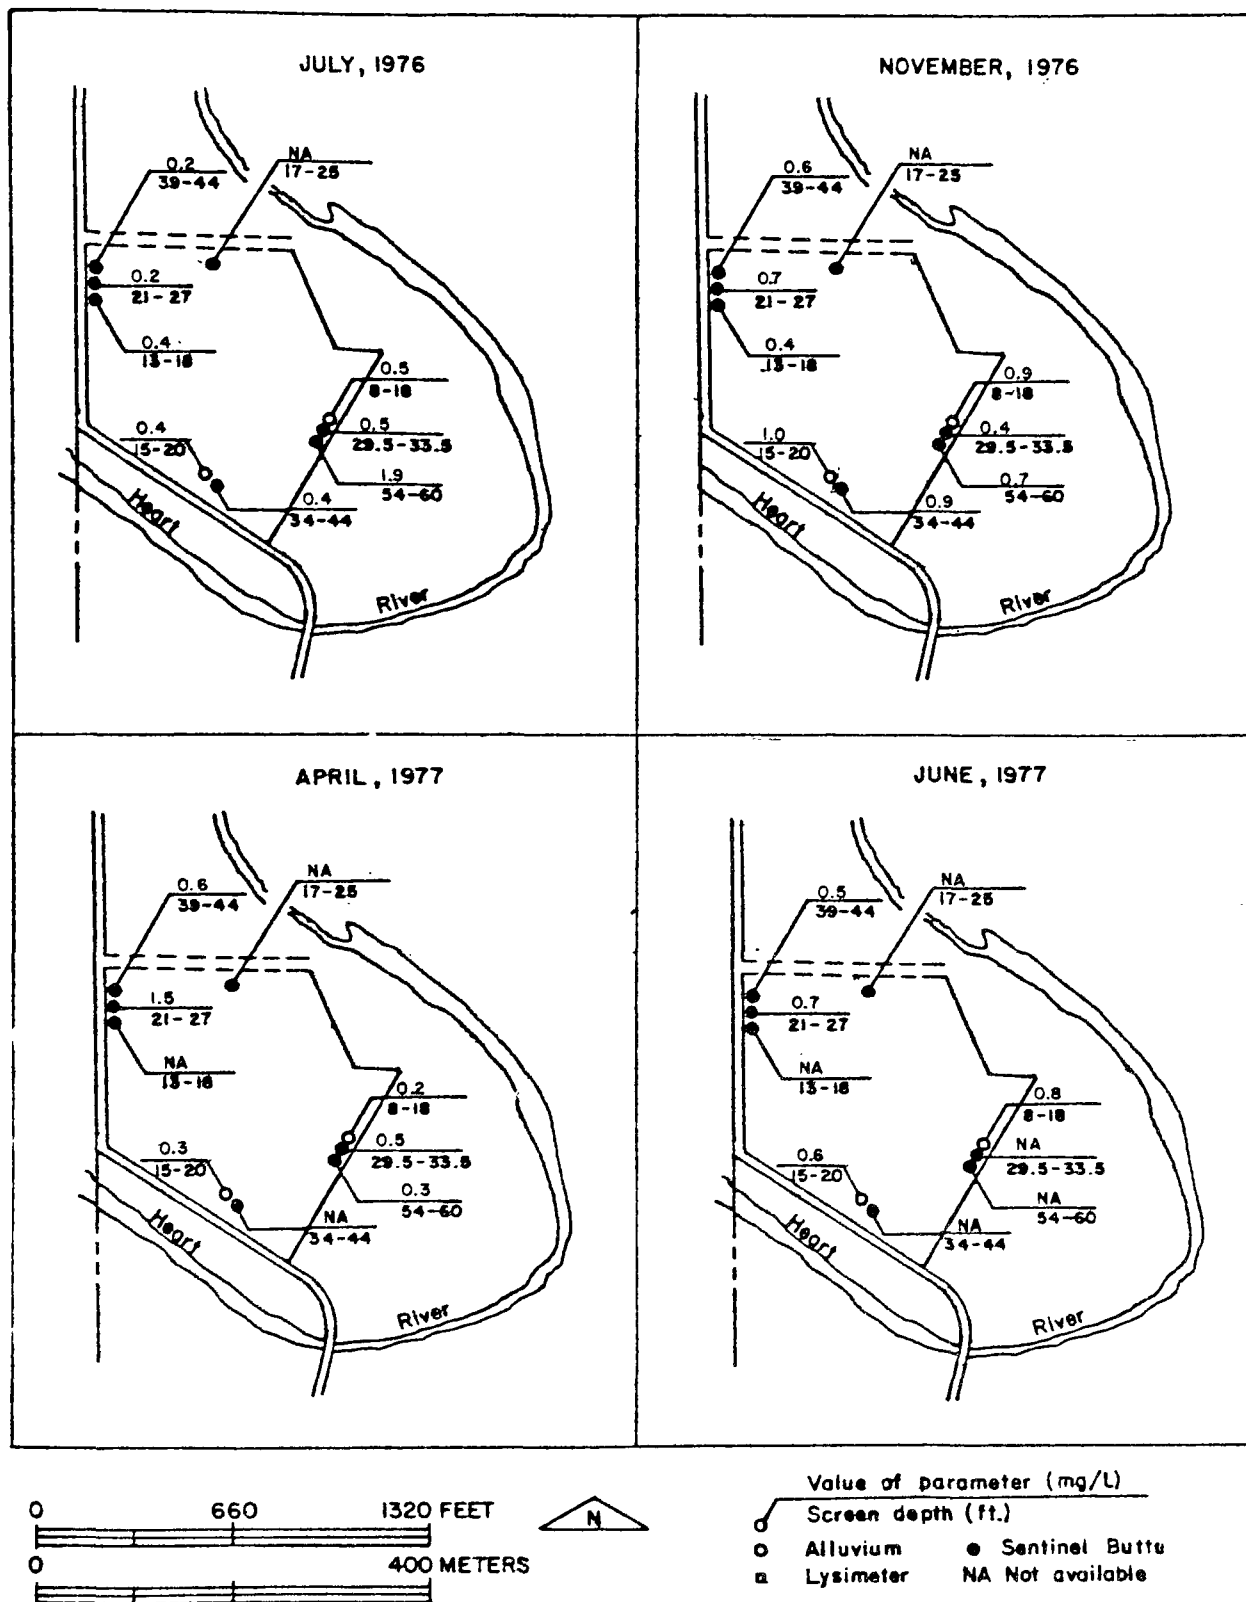 JULY, 1976
0.2
39-44
NA
17-25
0.2
21-27
0.4
13-18
0.5
8-18
0.5
29.5-33.5
1.9
54-60
0.4
15-20
0.4
34-44
Heart
River
NOVEMBER, 1976
0.6
39-44
NA
17-25
0.7
21-27
0.4
13-18
0.9
8-18
0.4
29.5-33.5
0.7
54-60
1.0
15-20
0.9
34-44
Heart
River
APRIL, 1977
0.6
39-44
NA
17-25
1.5
21-27
NA
13-18
0.2
8-18
0.5
29.5-33.5
0.3
54-60
0.3
15-20
NA
34-44
Heart
River
JUNE, 1977
0.5
39-44
NA
17-25
0.7
21-27
NA
13-18
0.8
8-18
NA
29.5-33.5
NA
54-60
0.6
15-20
NA
34-44
Heart
River
0 660 1320 FEET
0 400 METERS
N
Value of parameter (mg/L)
Screen depth (ft.)
Alluvium Sentinel Butte
Lysimeter NA Not available